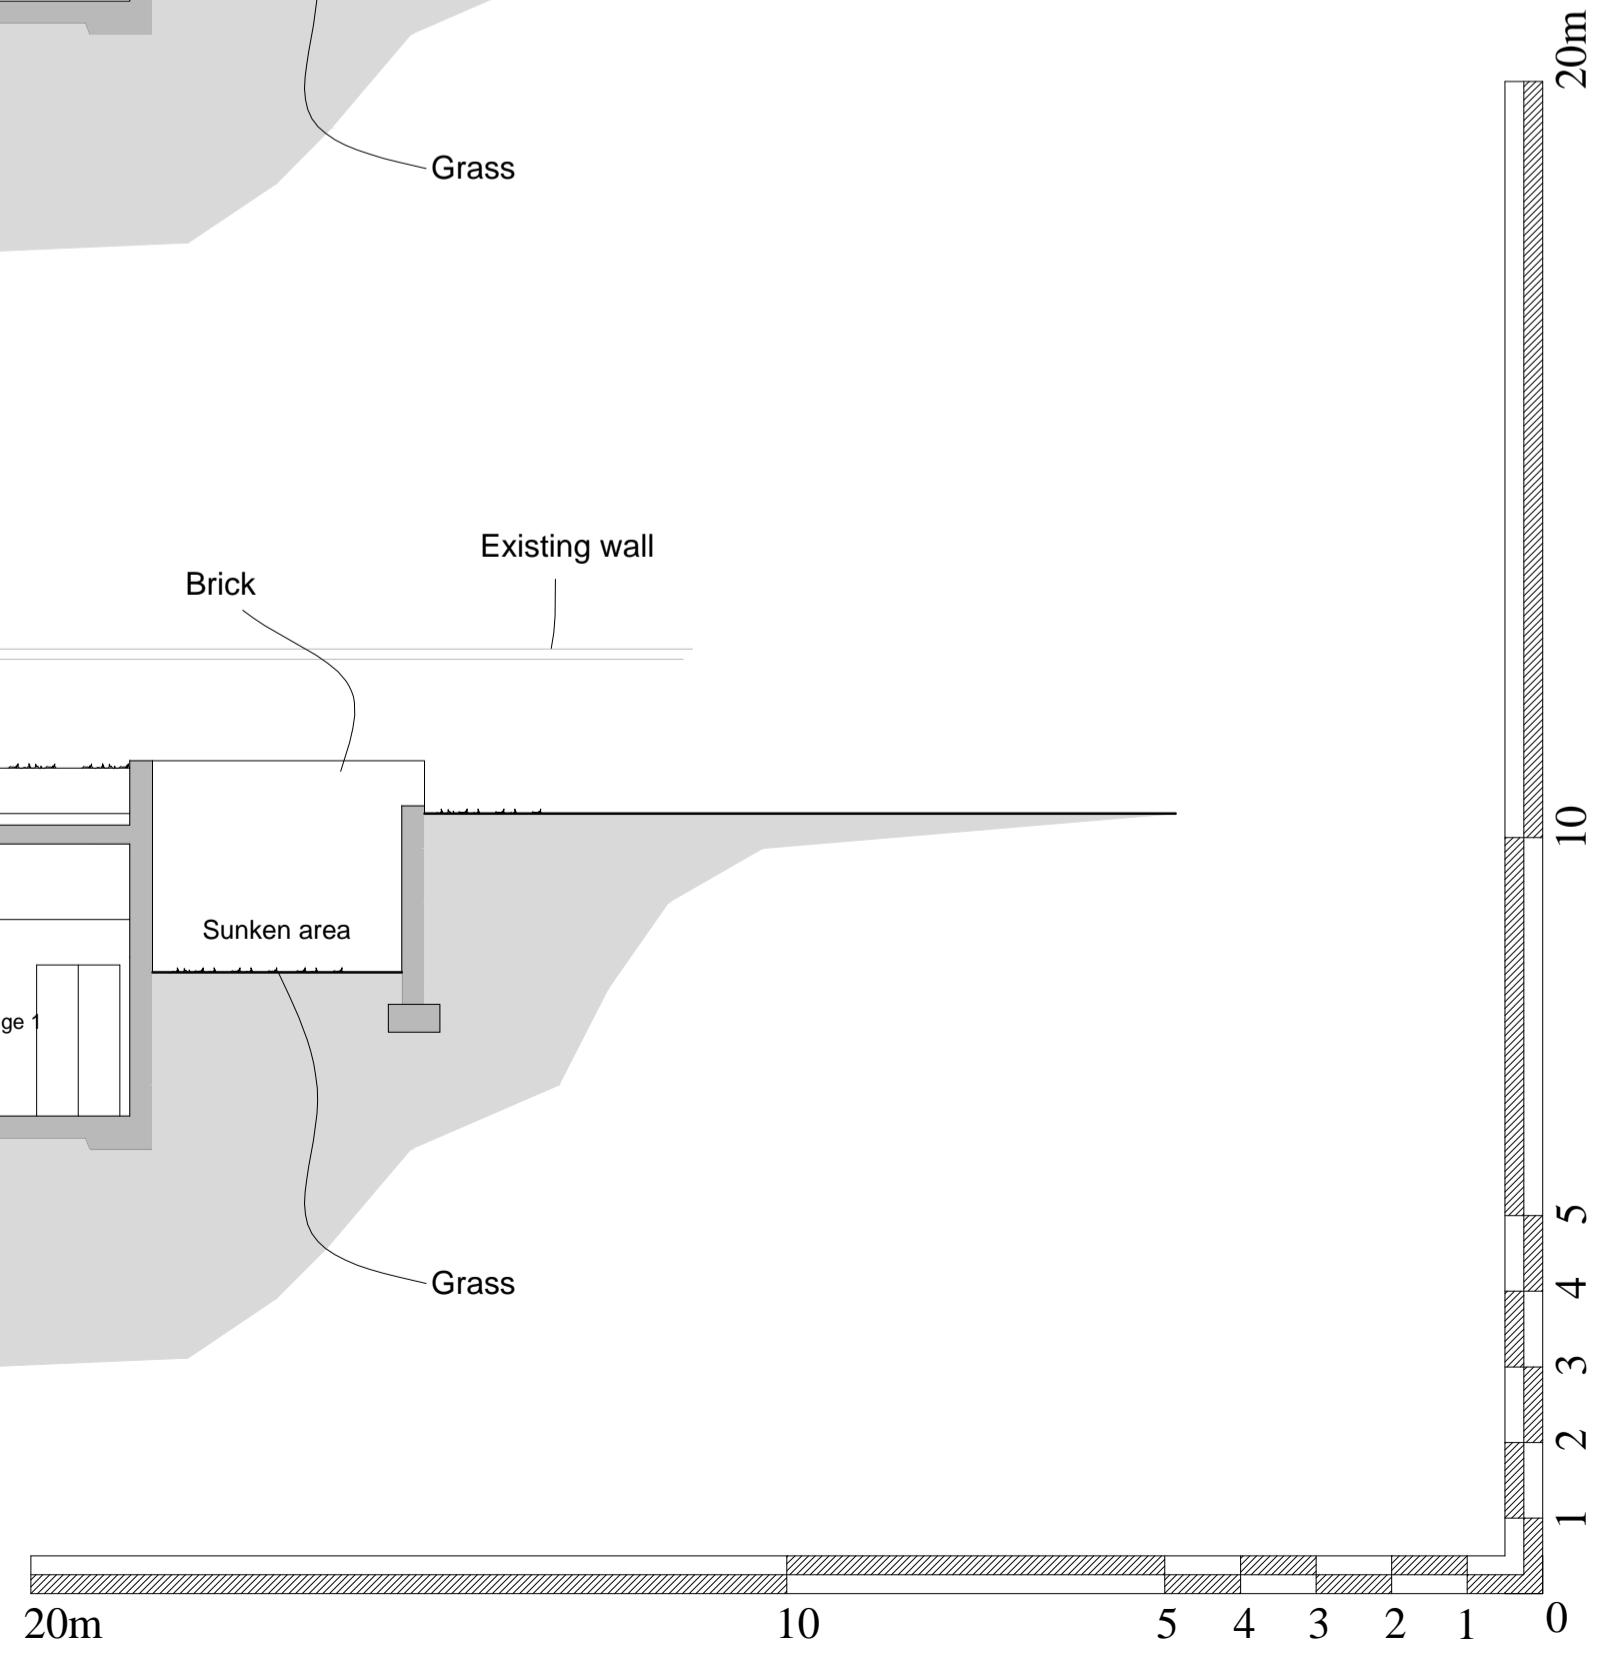 20m
Grass
Existing wall
Brick
10
Sunken area
ge 1
5
Grass
4
3
2
1
20m 10 5 4 3 2 1 0